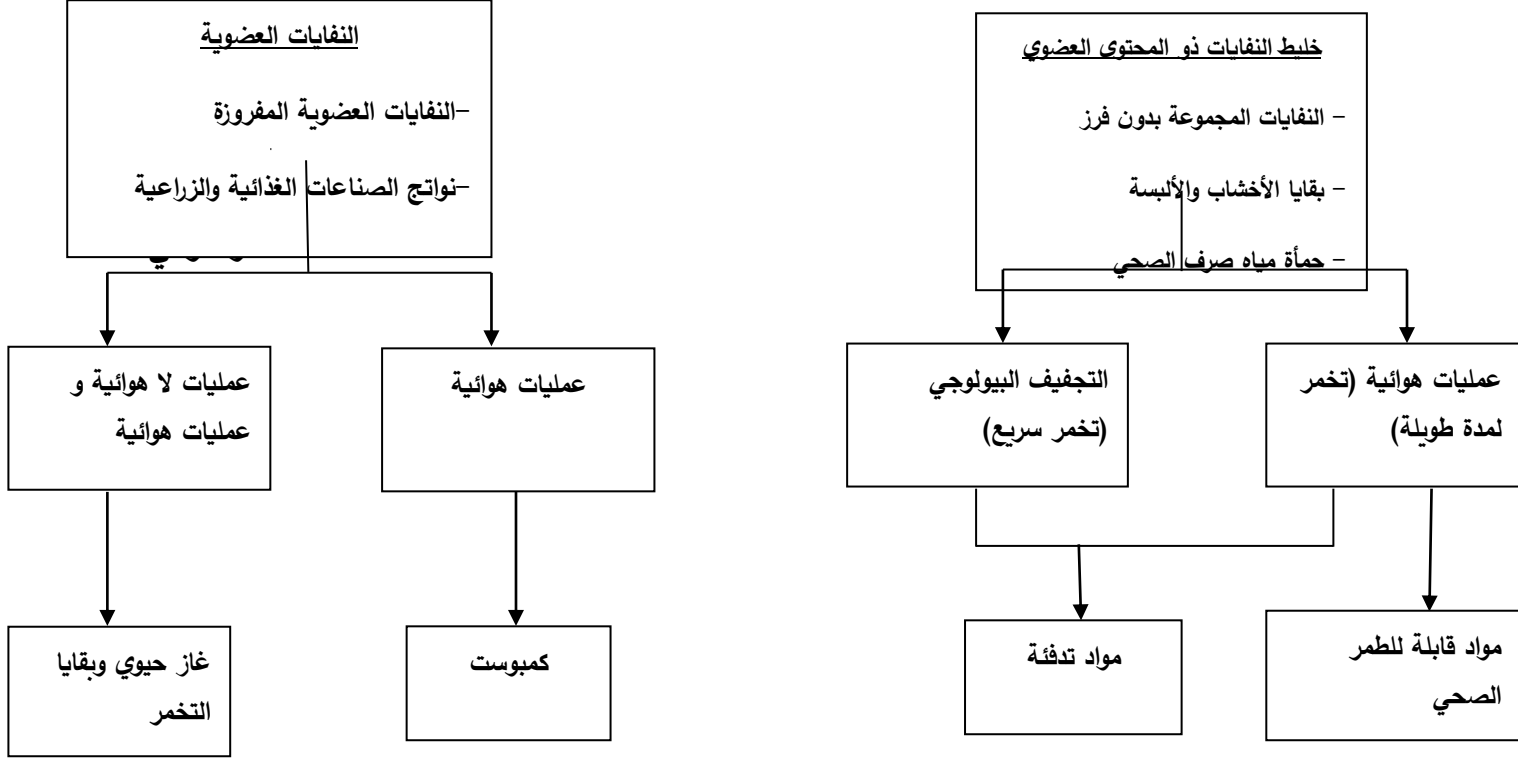 خليط النفايات ذو المحتوى العضوي
- النفايات المجموعة بدون فرز
- بقايا الأخشاب والألبسة
- حمأة مياه صرف الصحي
عمليات هوائية (تخمر
لمدة طويلة)
التجفيف البيولوجي
(تخمر سريع)
مواد قابلة للطمر
الصحي
مواد تدفئة
النفايات العضوية
-النفايات العضوية المفروزة
-نواتج الصناعات الغذائية والزراعية
عمليات هوائية
عمليات لا هوائية و
عمليات هوائية
كمبوست
غاز حيوي وبقايا
التخمر